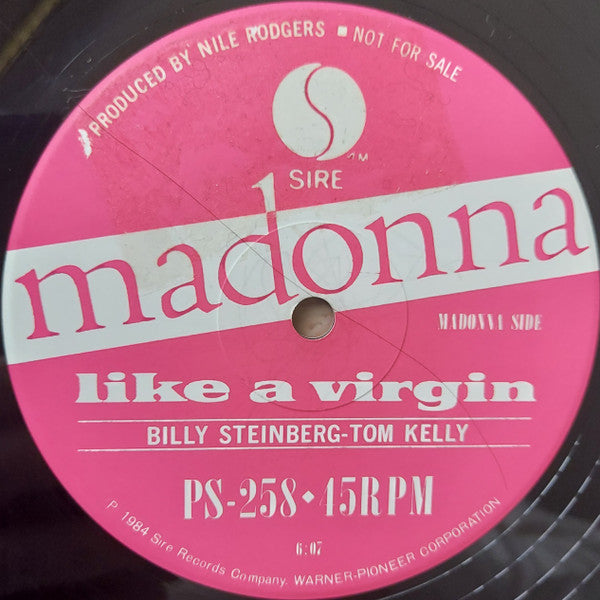 PRODUCED BY NILE RODGERS ▪ NOT FOR SALE
SM
SIRE
madonna
MADONNA SIDE
like a virgin
BILLY STEINBERG-TOM KELLY
PS-258◆45RPM
6:07
P 1984 Sire Records Company. WARNER-PIONEER CORPORATION